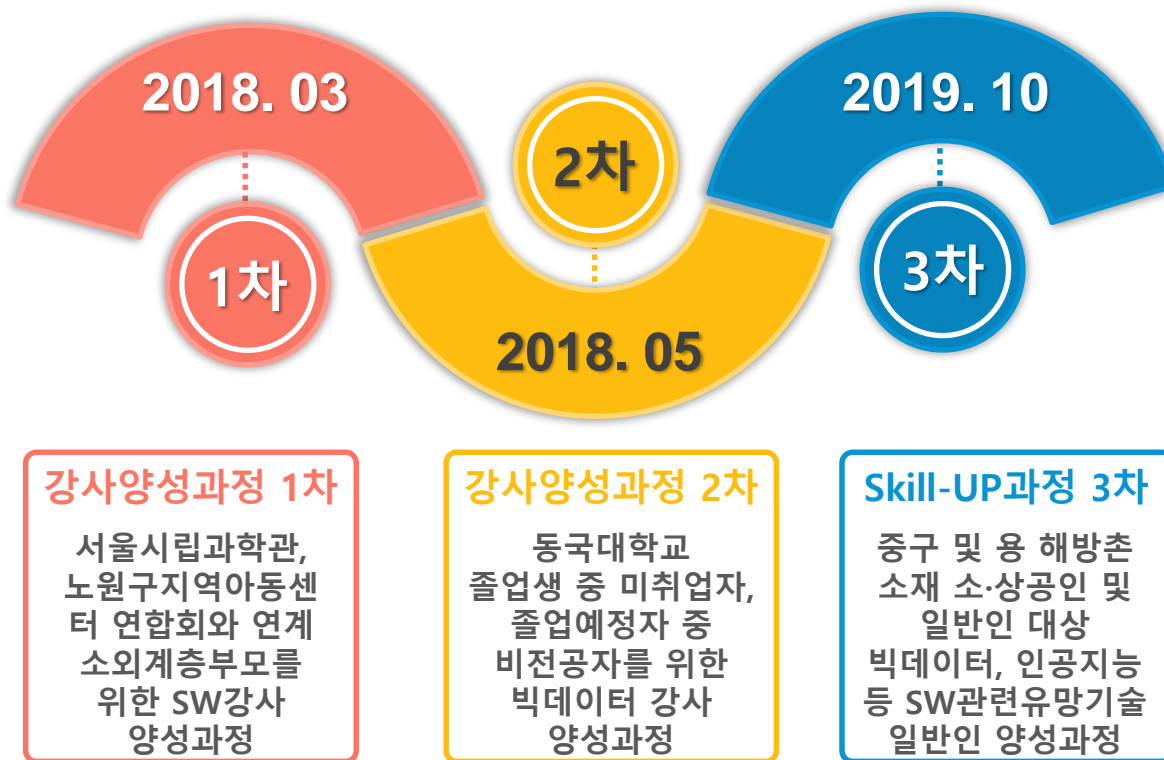 2018. 03
1차
2차
2018. 05
2019. 10
3차
강사양성과정 1차
서울시립과학관,
노원구지역아동센
터 연합회와 연계
소외계층부모를
위한 SW강사
양성과정
강사양성과정 2차
동국대학교
졸업생 중 미취업자,
졸업예정자 중
비전공자를 위한
빅데이터 강사
양성과정
Skill-UP과정 3차
중구 및 용 해방촌
소재 소·상공인 및
일반인 대상
빅데이터, 인공지능
등 SW관련유망기술
일반인 양성과정